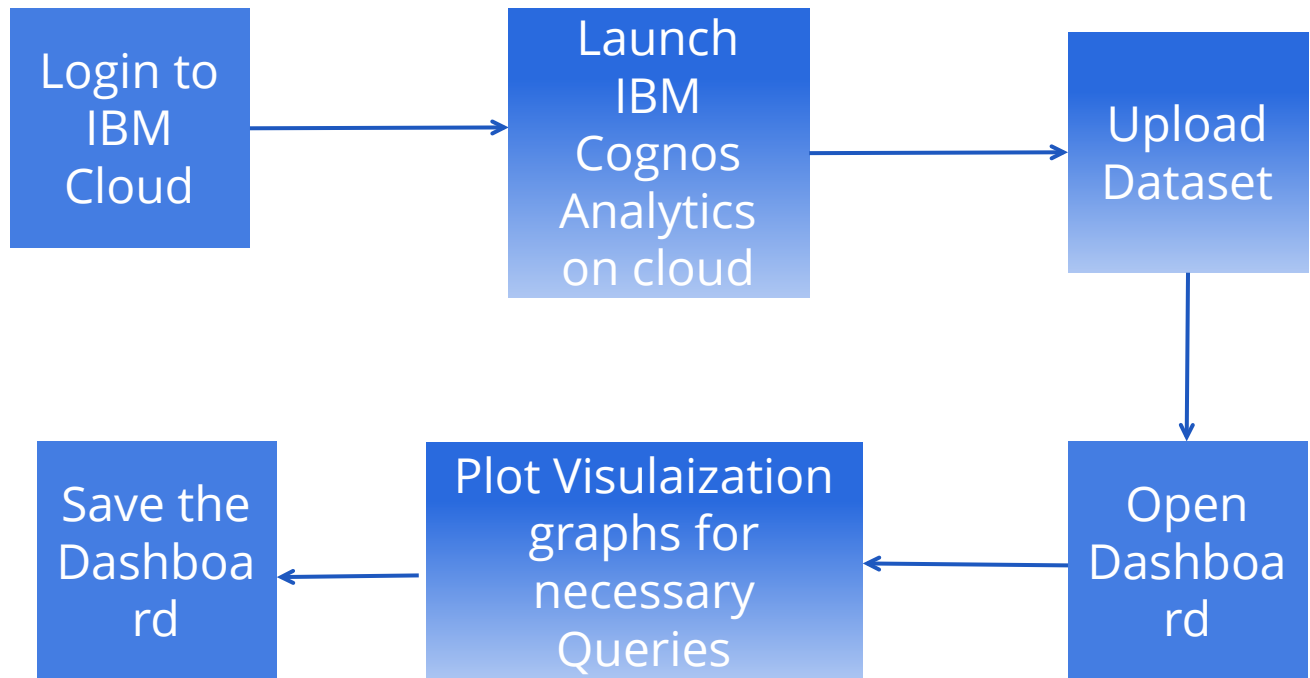 Login to
IBM
Cloud
Launch
IBM
Cognos
Analytics
on cloud
Upload
Dataset
Save the
Dashboa
rd
Plot Visulaization
graphs for
necessary
Queries
Open
Dashboa
rd